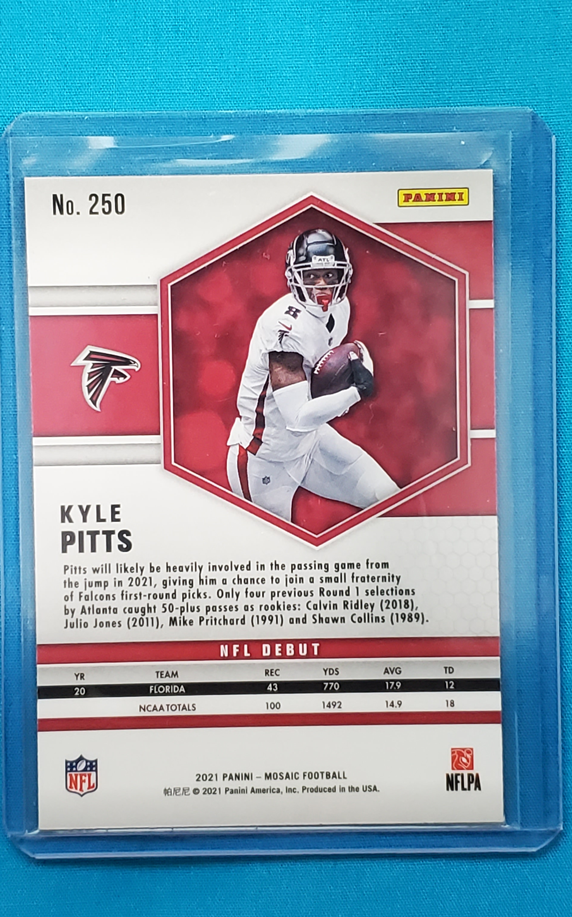 No. 250
PANINI
ATL
8
KYLE
PITTS
Pitts will likely be heavily involved in the passing game from
the jump in 2021, giving him a chance to join a small fraternity
of Falcons first-round picks. Only four previous Round 1 selections
by Atlanta caught 50-plus passes as rookies: Calvin Ridley (2018),
Julio Jones (2011), Mike Pritchard (1991) and Shawn Collins (1989).
NFL DEBUT
YR TEAM REC YDS AVG TD
20 FLORIDA 43 770 17.9 12
NCAA TOTALS 100 1492 14.9 18
NFL
2021 PANINI – MOSAIC FOOTBALL
帕尼尼 © 2021 Panini America, Inc. Produced in the USA.
NFLPA